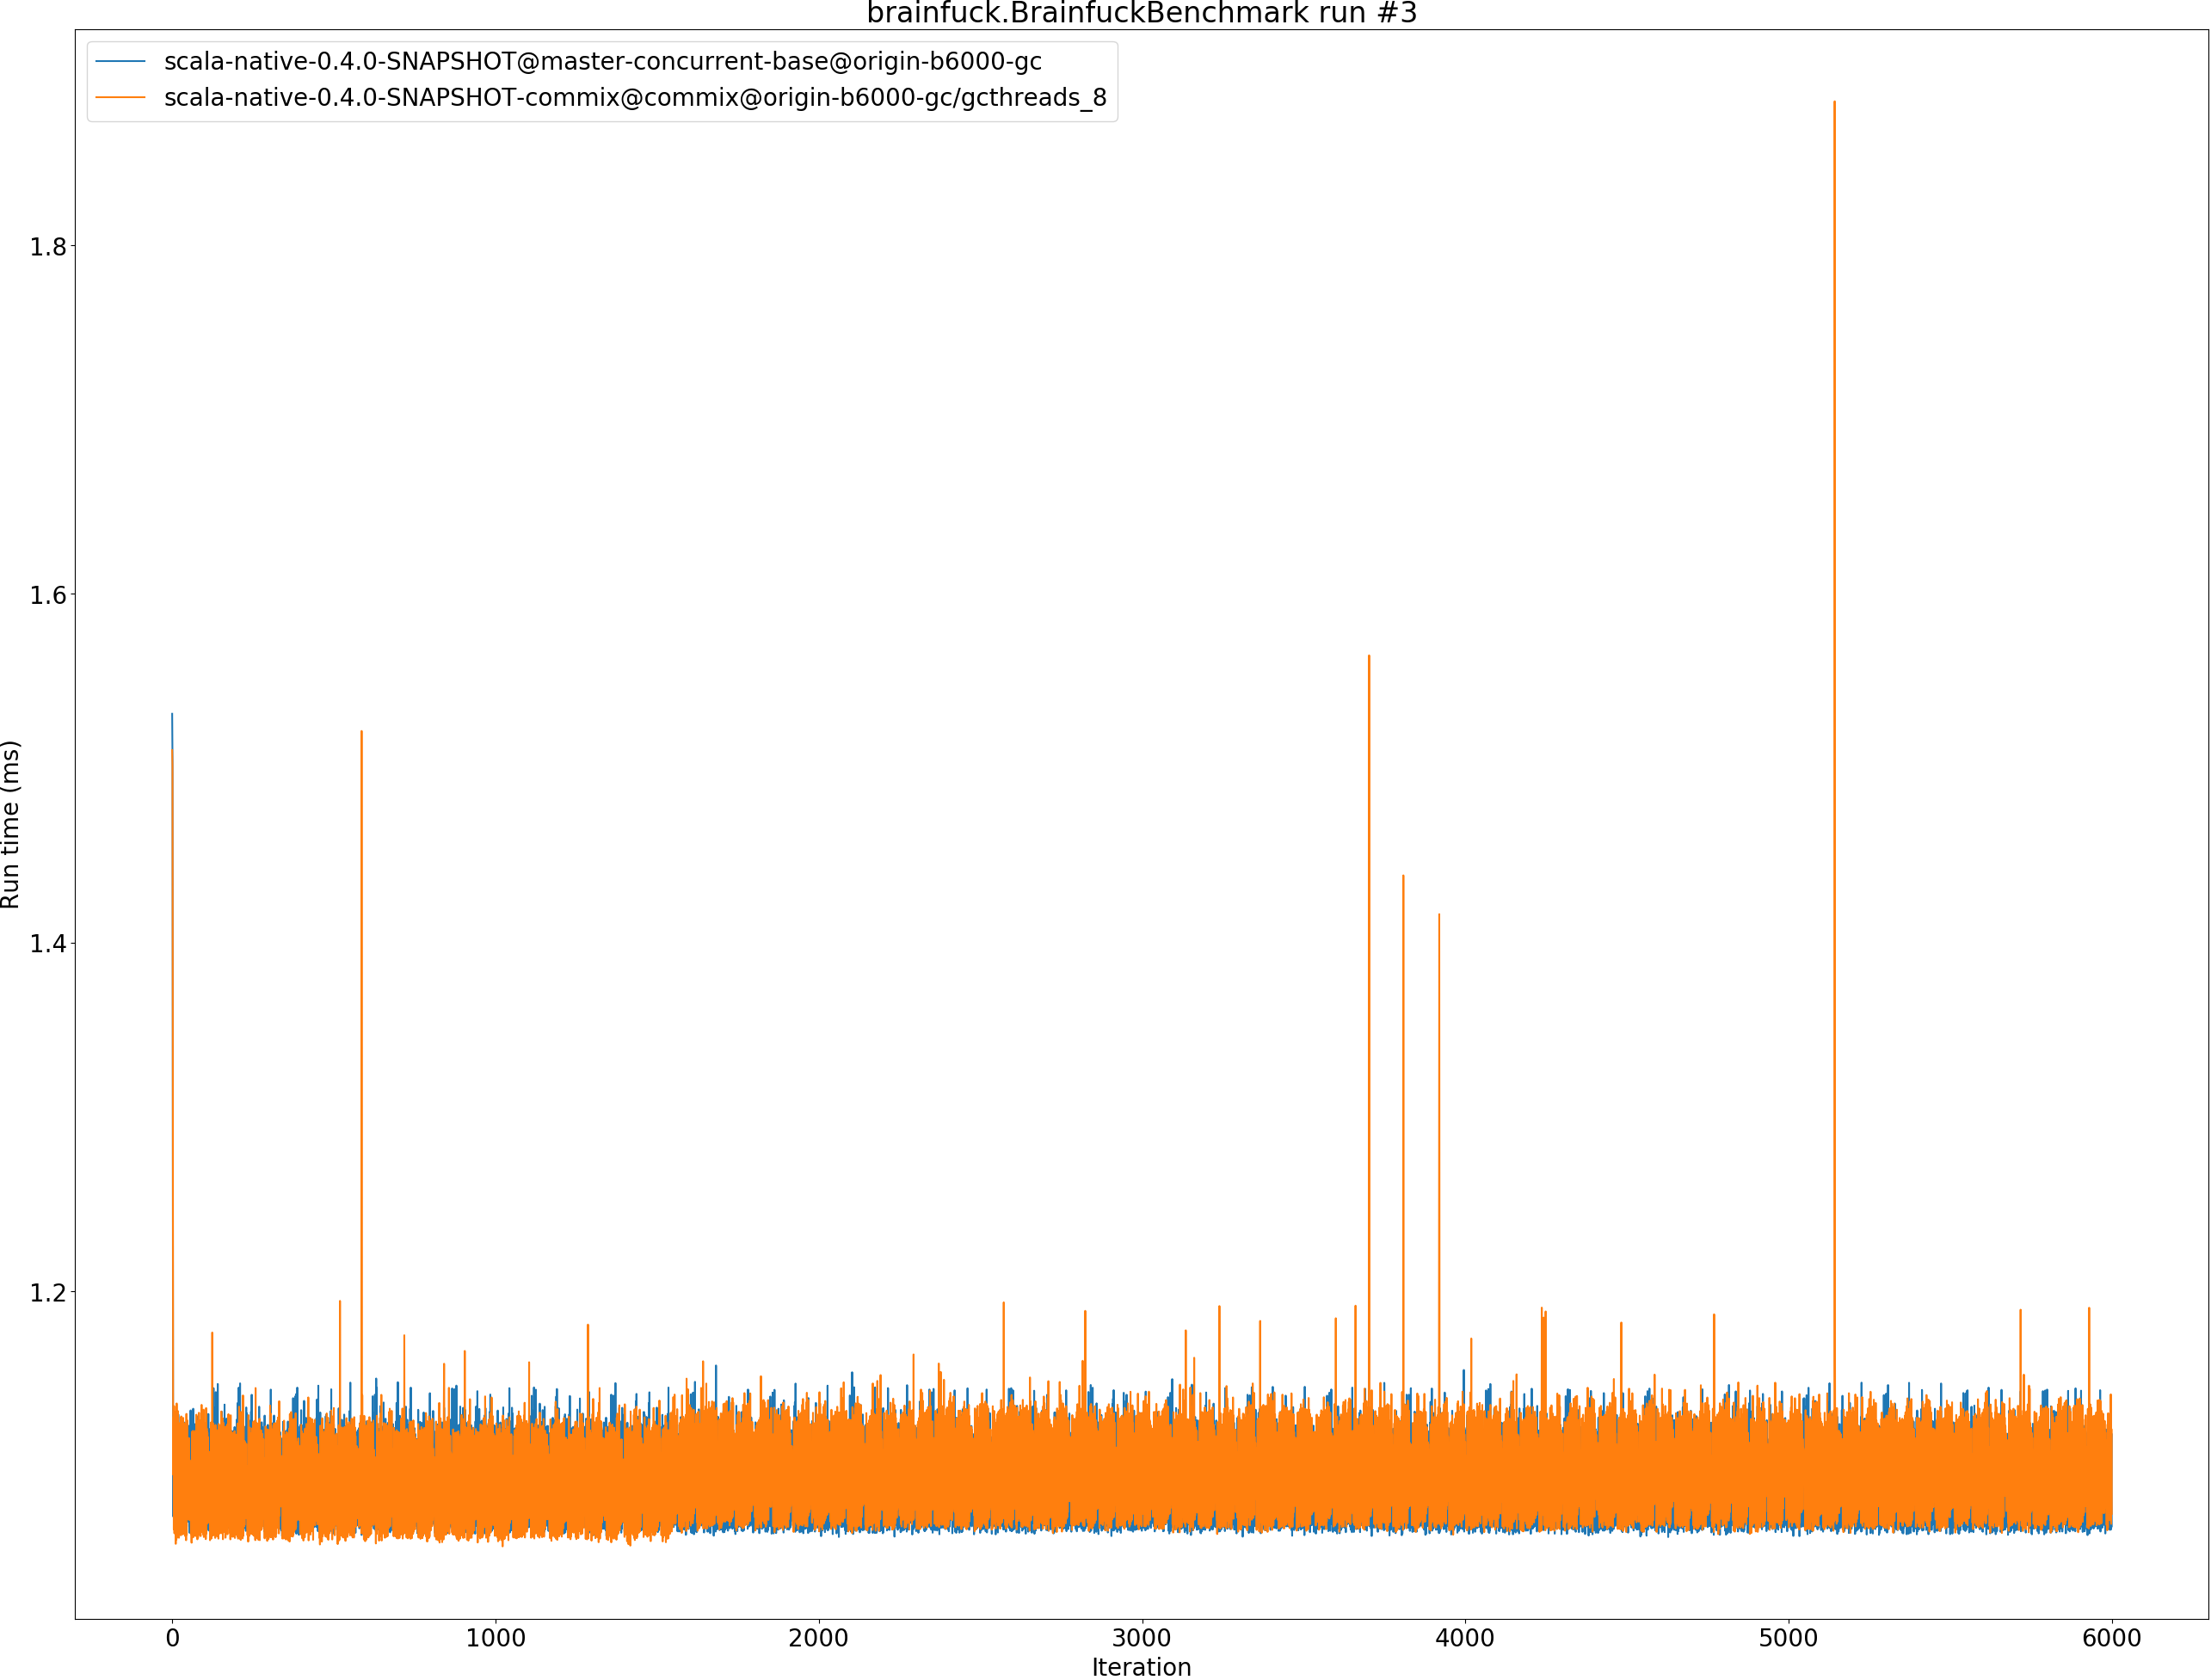 brainfuck.BrainfuckBenchmark run #3
scala-native-0.4.0-SNAPSHOT@master-concurrent-base@origin-b6000-gc
scala-native-0.4.0-SNAPSHOT-commix@commix@origin-b6000-gc/gcthreads_8
Run time (ms)
1.8
1.6
1.4
1.2
0 1000 2000 3000 4000 5000 6000
Iteration